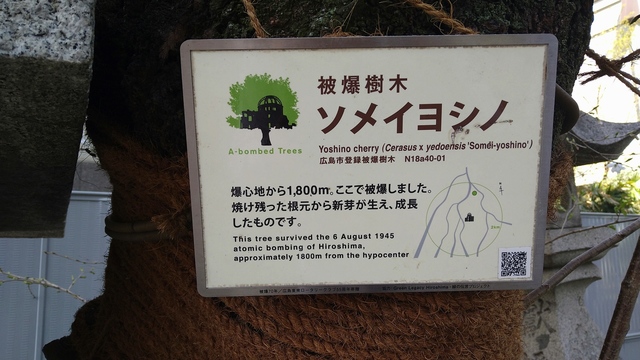 被爆樹木
ソメイヨシノ
A-bombed Trees
Yoshino cherry (Cerasus x yedoensis 'Somei-yoshino')
広島市登録被爆樹木 N18a40-01
爆心地から1,800m。ここで被爆しました。
焼け残った根元から新芽が生え、成長
したものです。
This tree survived the 6 August 1945
atomic bombing of Hiroshima,
approximately 1800m from the hypocenter